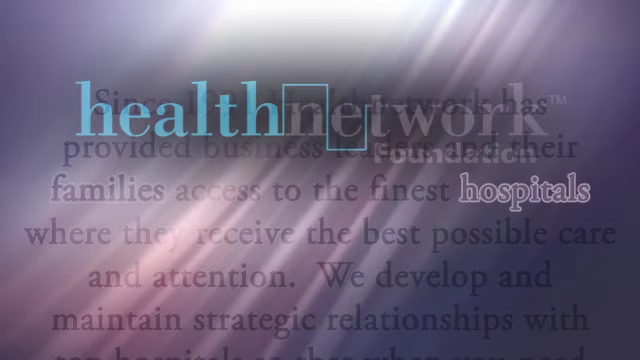 healthnetwork™
Foundation
Since has
provided business leaders and their
families access to the finest hospitals
where they receive the best possible care
and attention. We develop and
maintain strategic relationships with